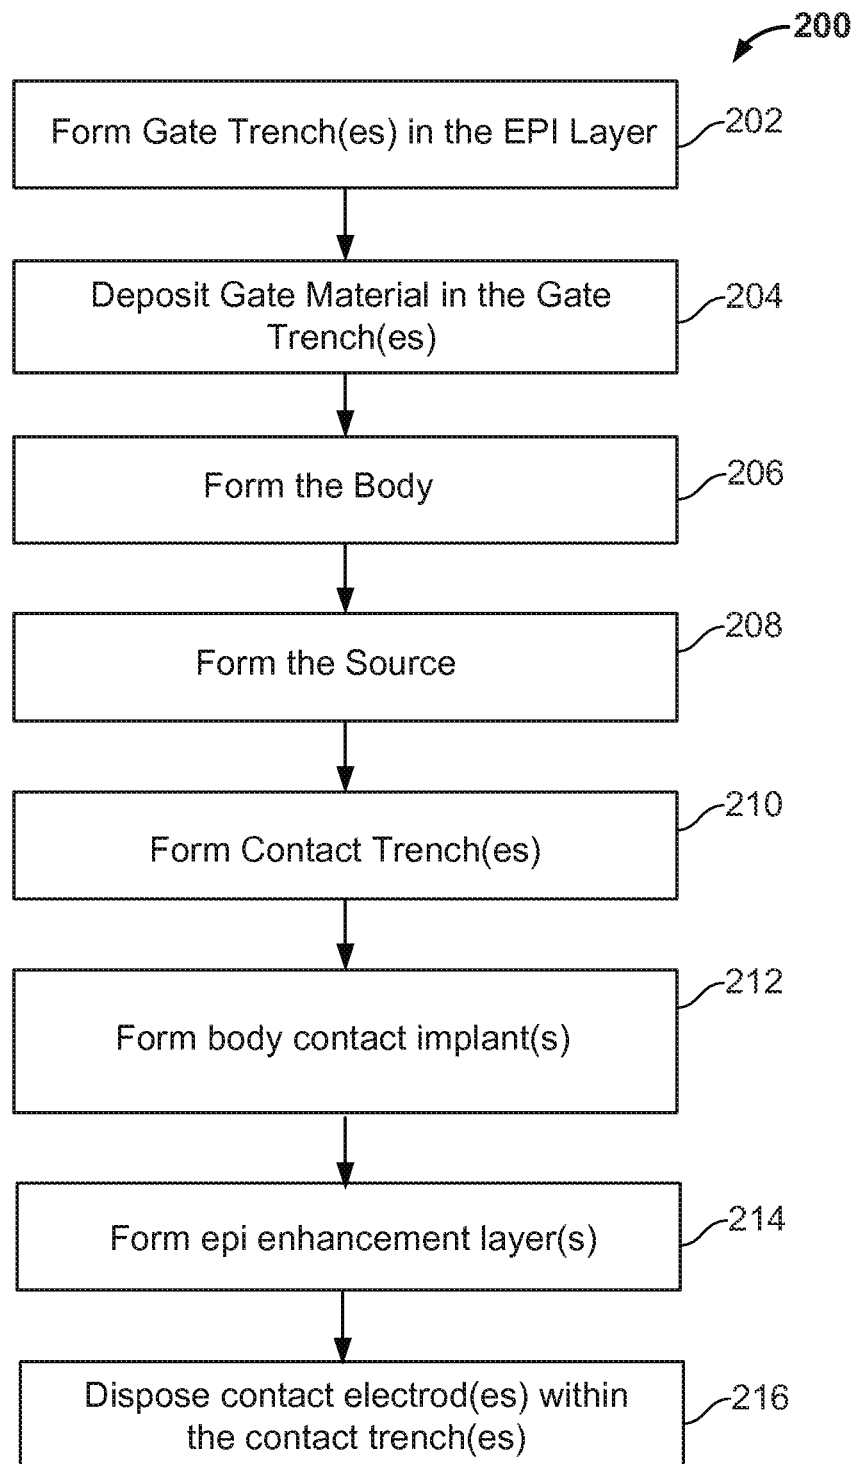 200
Form Gate Trench(es) in the EPI Layer
202
Deposit Gate Material in the Gate
Trench(es)
204
Form the Body
206
Form the Source
208
Form Contact Trench(es)
210
Form body contact implant(s)
212
Form epi enhancement layer(s)
214
Dispose contact electrod(es) within
the contact trench(es)
216